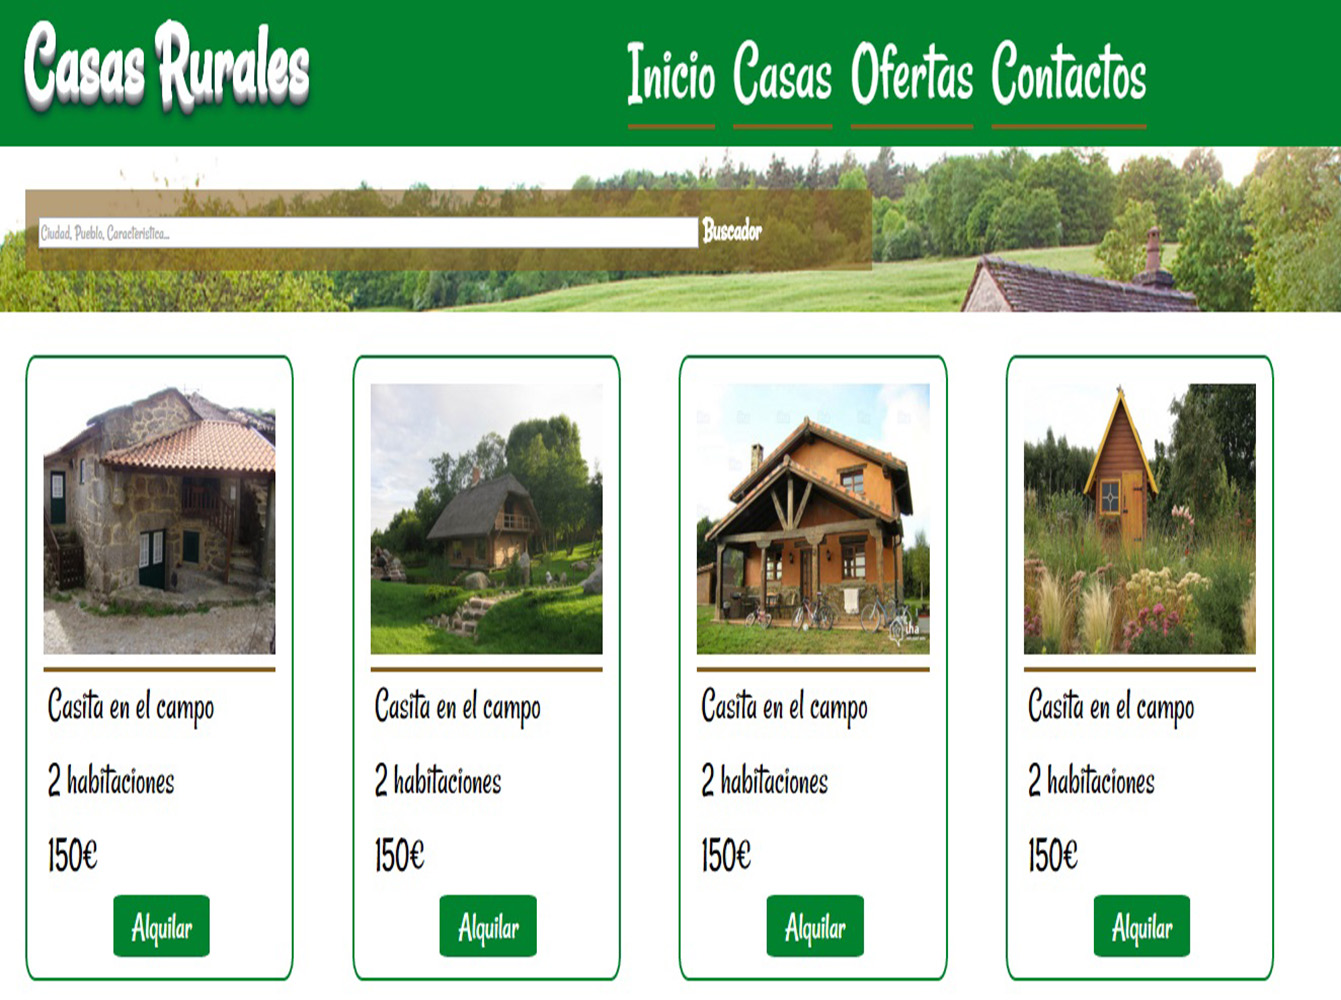 Casas Rurales
Inicio Casas Ofertas Contactos
Ciudad, Pueblo, Característica...
Buscador
Casita en el campo
2 habitaciones
150€
Alquilar
Casita en el campo
2 habitaciones
150€
Alquilar
Casita en el campo
2 habitaciones
150€
Alquilar
Casita en el campo
2 habitaciones
150€
Alquilar